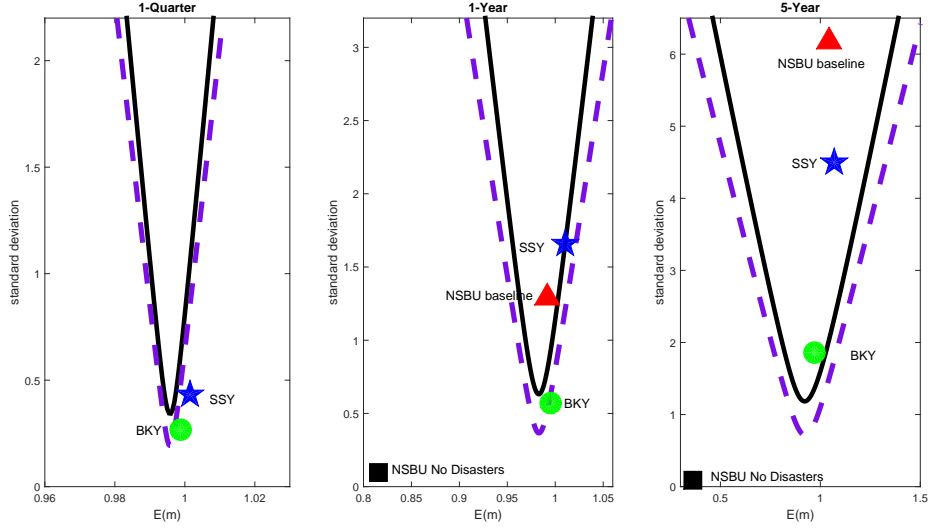 1-Quarter
2
1.5
1
0.5
0
0.96
0.98
1
1.02
standard deviation
E(m)
SSY
BKY
1-Year
3
2.5
2
1.5
1
0.5
0
0.8
0.85
0.9
0.95
1
1.05
standard deviation
E(m)
SSY
NSBU baseline
BKY
NSBU No Disasters
5-Year
6
5
4
3
2
1
0
0.5
1
1.5
standard deviation
E(m)
NSBU baseline
SSY
BKY
NSBU No Disasters